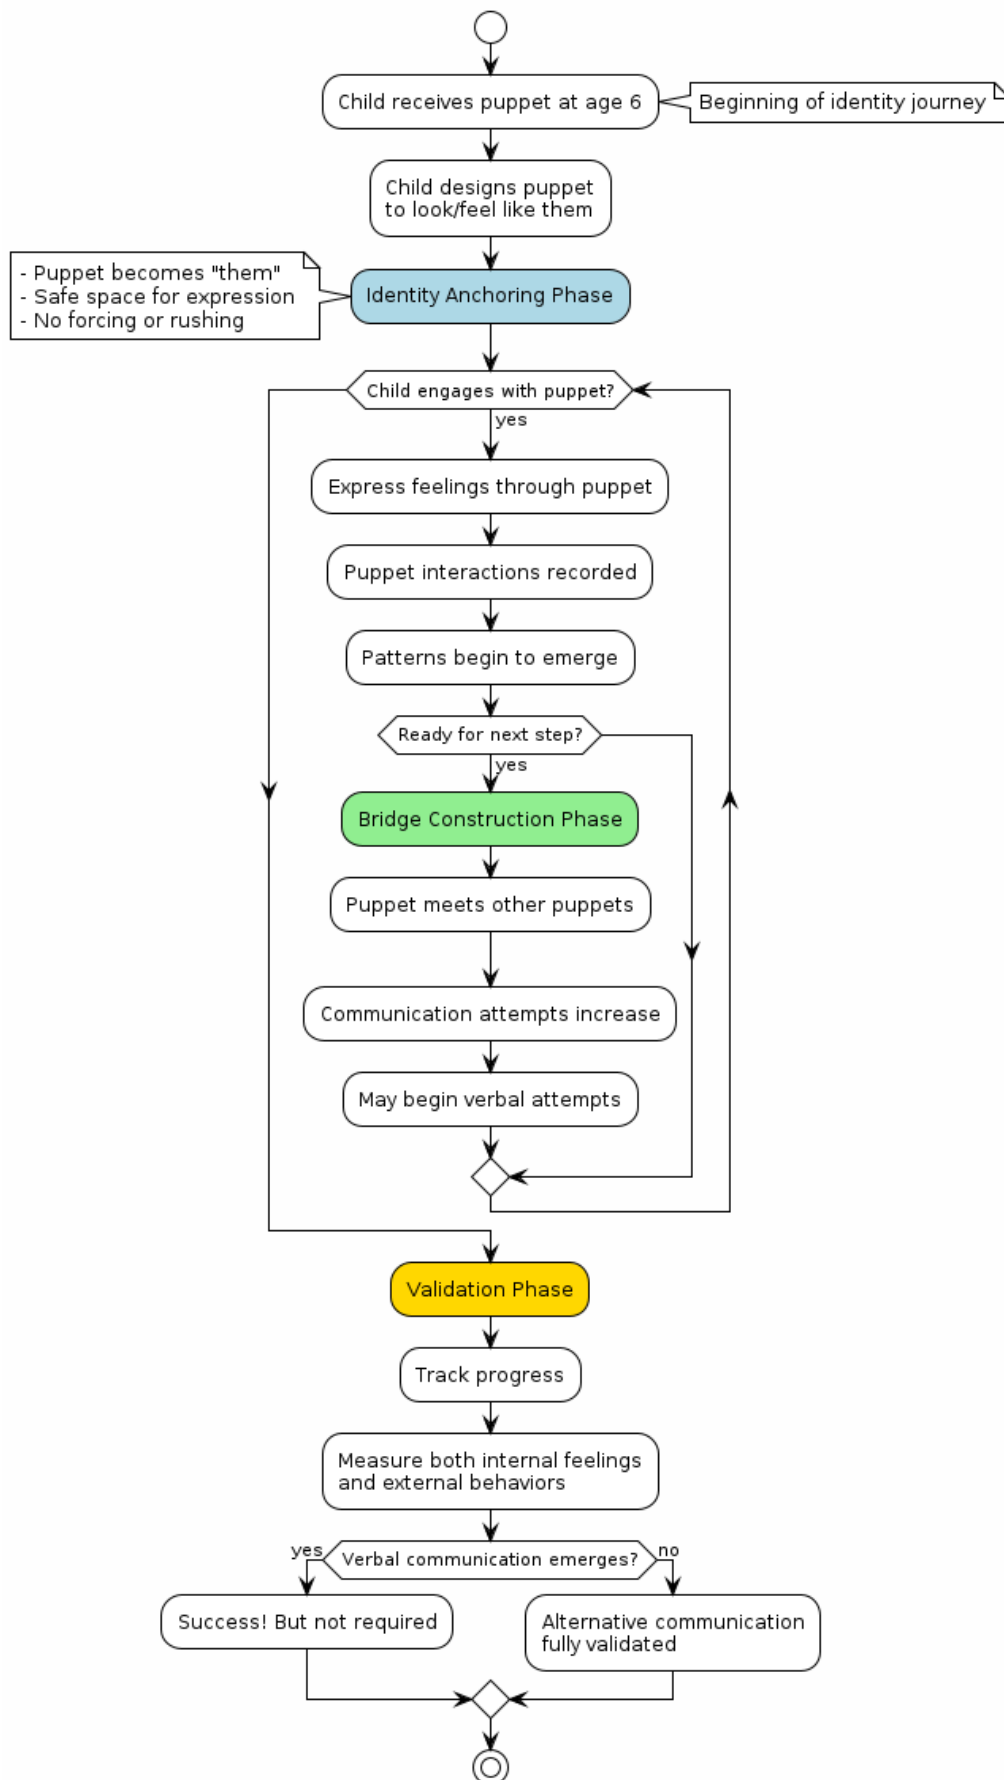 Child receives puppet at age 6
Beginning of identity journey
Child designs puppet
to look/feel like them
- Puppet becomes "them"
- Safe space for expression
- No forcing or rushing
Identity Anchoring Phase
Child engages with puppet?
yes
Express feelings through puppet
Puppet interactions recorded
Patterns begin to emerge
Ready for next step?
yes
Bridge Construction Phase
Puppet meets other puppets
Communication attempts increase
May begin verbal attempts
Validation Phase
Track progress
Measure both internal feelings
and external behaviors
yes
Verbal communication emerges?
no
Success! But not required
Alternative communication
fully validated